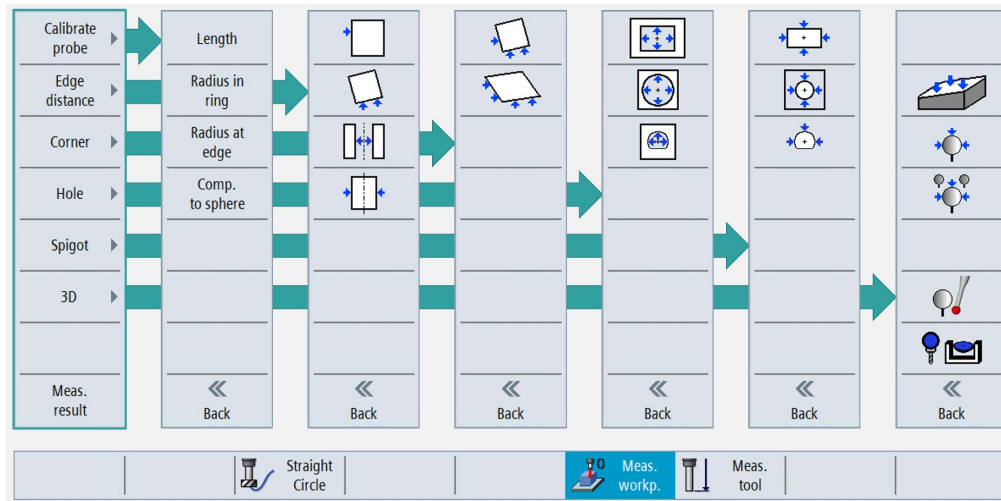 Calibrate
probe
Edge
distance
Corner
Hole
Spigot
3D
Meas.
result
Length
Radius in
ring
Radius at
edge
Comp.
to sphere
Back
Back
Back
Back
Back
Back
Straight
Circle
Meas.
workp.
Meas.
tool